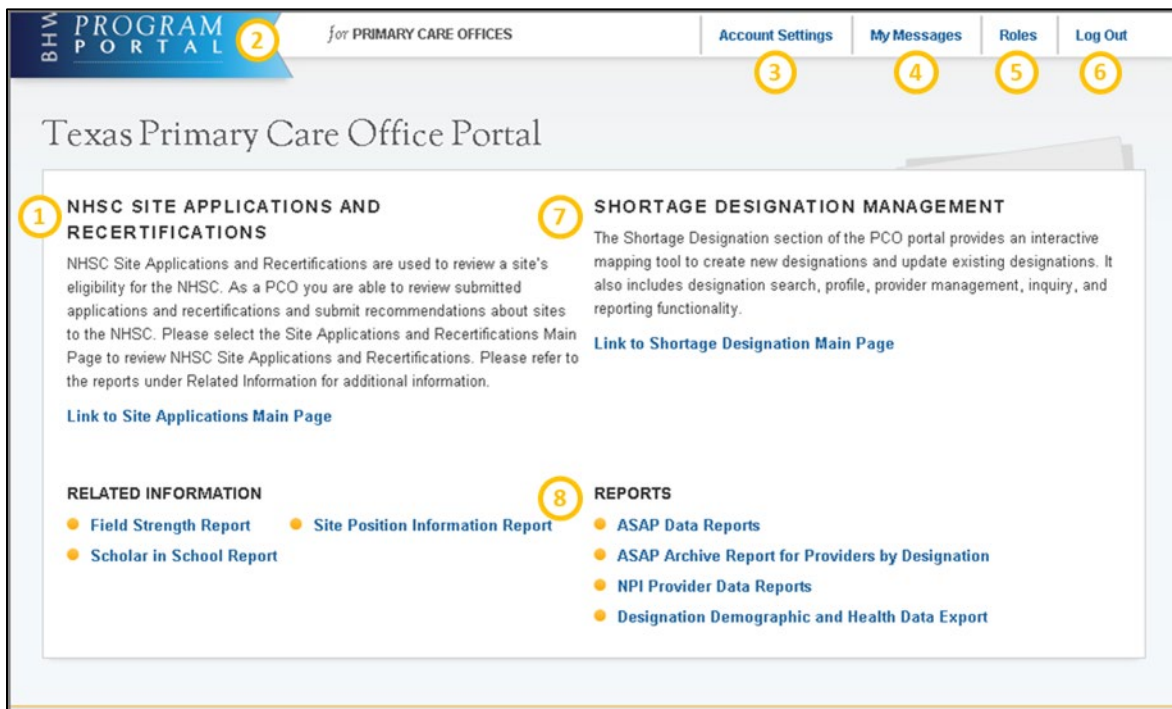 BHW
PROGRAM
PORTAL
2
for PRIMARY CARE OFFICES
Account Settings
My Messages
Roles
Log Out
3
4
5
6
Texas Primary Care Office Portal
1
NHSC SITE APPLICATIONS AND
RECERTIFICATIONS
NHSC Site Applications and Recertifications are used to review a site's
eligibility for the NHSC. As a PCO you are able to review submitted
applications and recertifications and submit recommendations about sites
to the NHSC. Please select the Site Applications and Recertifications Main
Page to review NHSC Site Applications and Recertifications. Please refer to
the reports under Related Information for additional information.
Link to Site Applications Main Page
7
SHORTAGE DESIGNATION MANAGEMENT
The Shortage Designation section of the PCO portal provides an interactive
mapping tool to create new designations and update existing designations. It
also includes designation search, profile, provider management, inquiry, and
reporting functionality.
Link to Shortage Designation Main Page
RELATED INFORMATION
Field Strength Report
Site Position Information Report
Scholar in School Report
8
REPORTS
ASAP Data Reports
ASAP Archive Report for Providers by Designation
NPI Provider Data Reports
Designation Demographic and Health Data Export